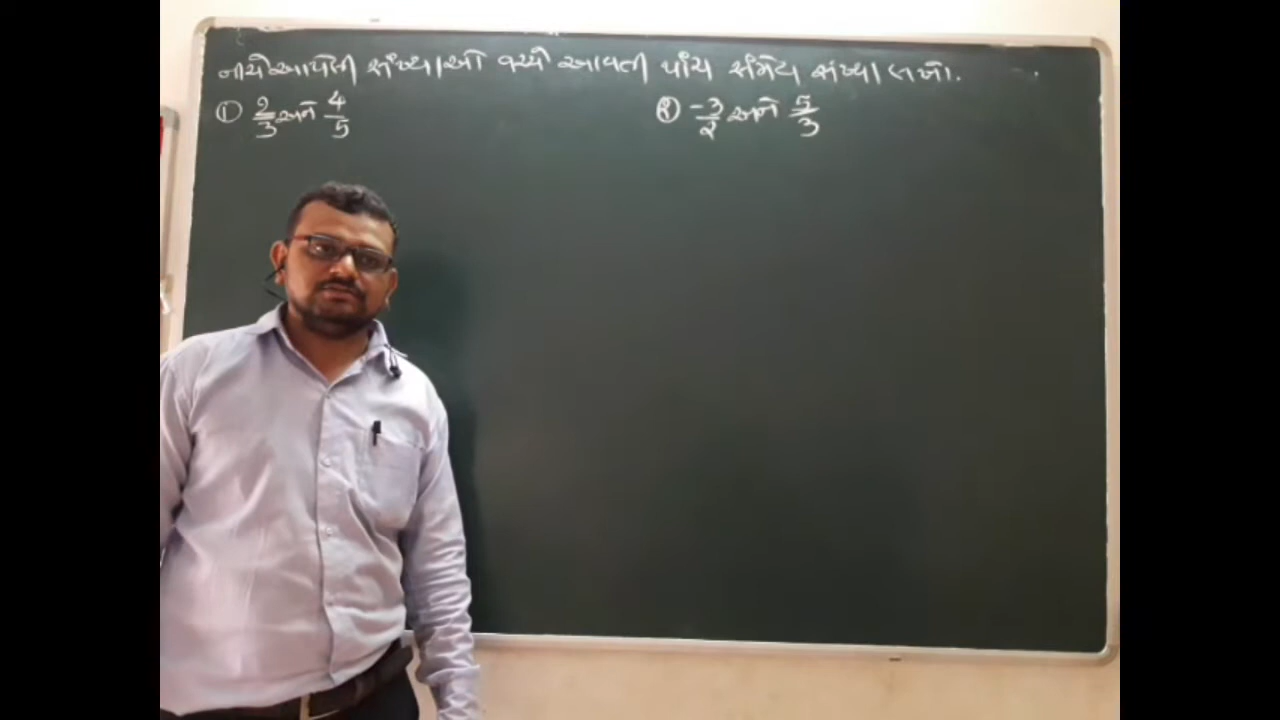 નીચે આપેલી સંખ્યાઓ વચ્ચે આવતી પાંચ સંમેય સંખ્યા લખો.
① 2/3 અને 4/5 ② -3/2 અને 5/3